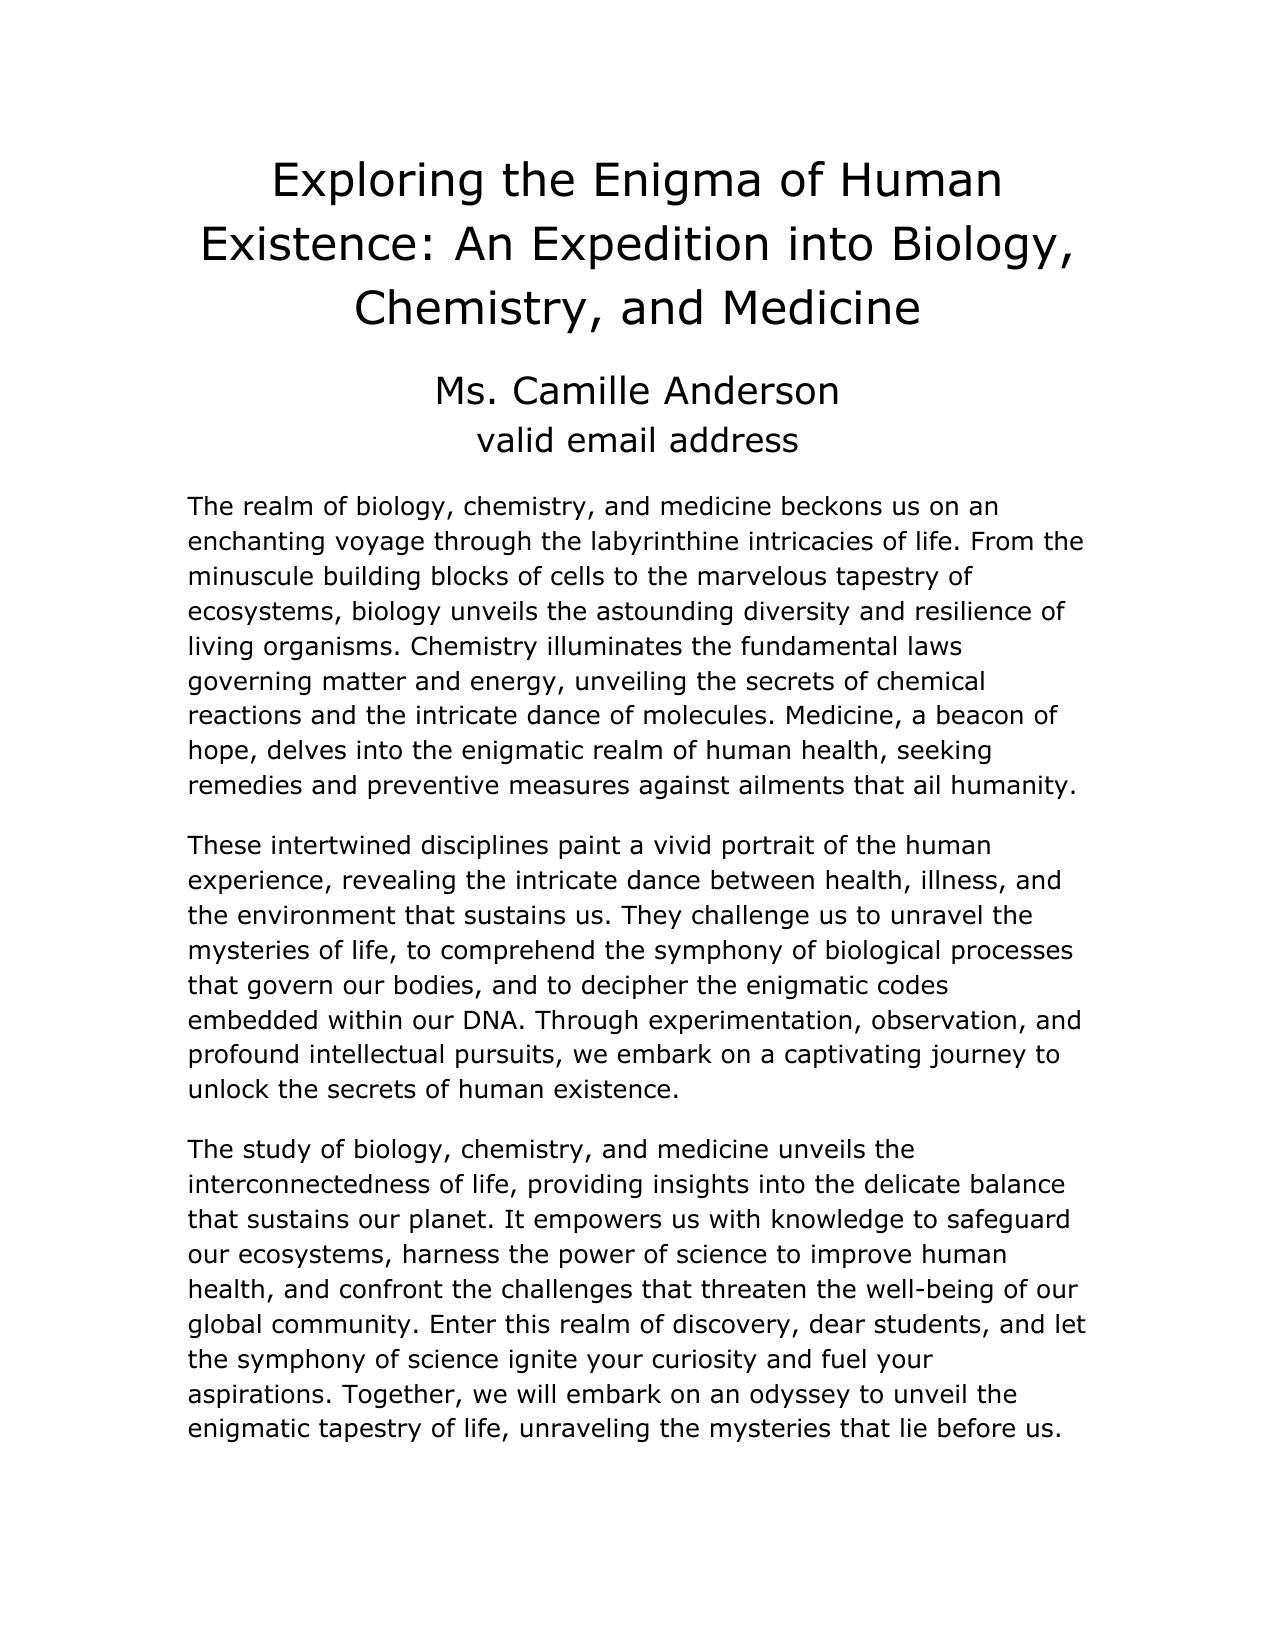 Exploring the Enigma of Human
Existence: An Expedition into Biology,
Chemistry, and Medicine
Ms. Camille Anderson
valid email address
The realm of biology, chemistry, and medicine beckons us on an
enchanting voyage through the labyrinthine intricacies of life. From the
minuscule building blocks of cells to the marvelous tapestry of
ecosystems, biology unveils the astounding diversity and resilience of
living organisms. Chemistry illuminates the fundamental laws
governing matter and energy, unveiling the secrets of chemical
reactions and the intricate dance of molecules. Medicine, a beacon of
hope, delves into the enigmatic realm of human health, seeking
remedies and preventive measures against ailments that ail humanity.
These intertwined disciplines paint a vivid portrait of the human
experience, revealing the intricate dance between health, illness, and
the environment that sustains us. They challenge us to unravel the
mysteries of life, to comprehend the symphony of biological processes
that govern our bodies, and to decipher the enigmatic codes
embedded within our DNA. Through experimentation, observation, and
profound intellectual pursuits, we embark on a captivating journey to
unlock the secrets of human existence.
The study of biology, chemistry, and medicine unveils the
interconnectedness of life, providing insights into the delicate balance
that sustains our planet. It empowers us with knowledge to safeguard
our ecosystems, harness the power of science to improve human
health, and confront the challenges that threaten the well-being of our
global community. Enter this realm of discovery, dear students, and let
the symphony of science ignite your curiosity and fuel your
aspirations. Together, we will embark on an odyssey to unveil the
enigmatic tapestry of life, unraveling the mysteries that lie before us.